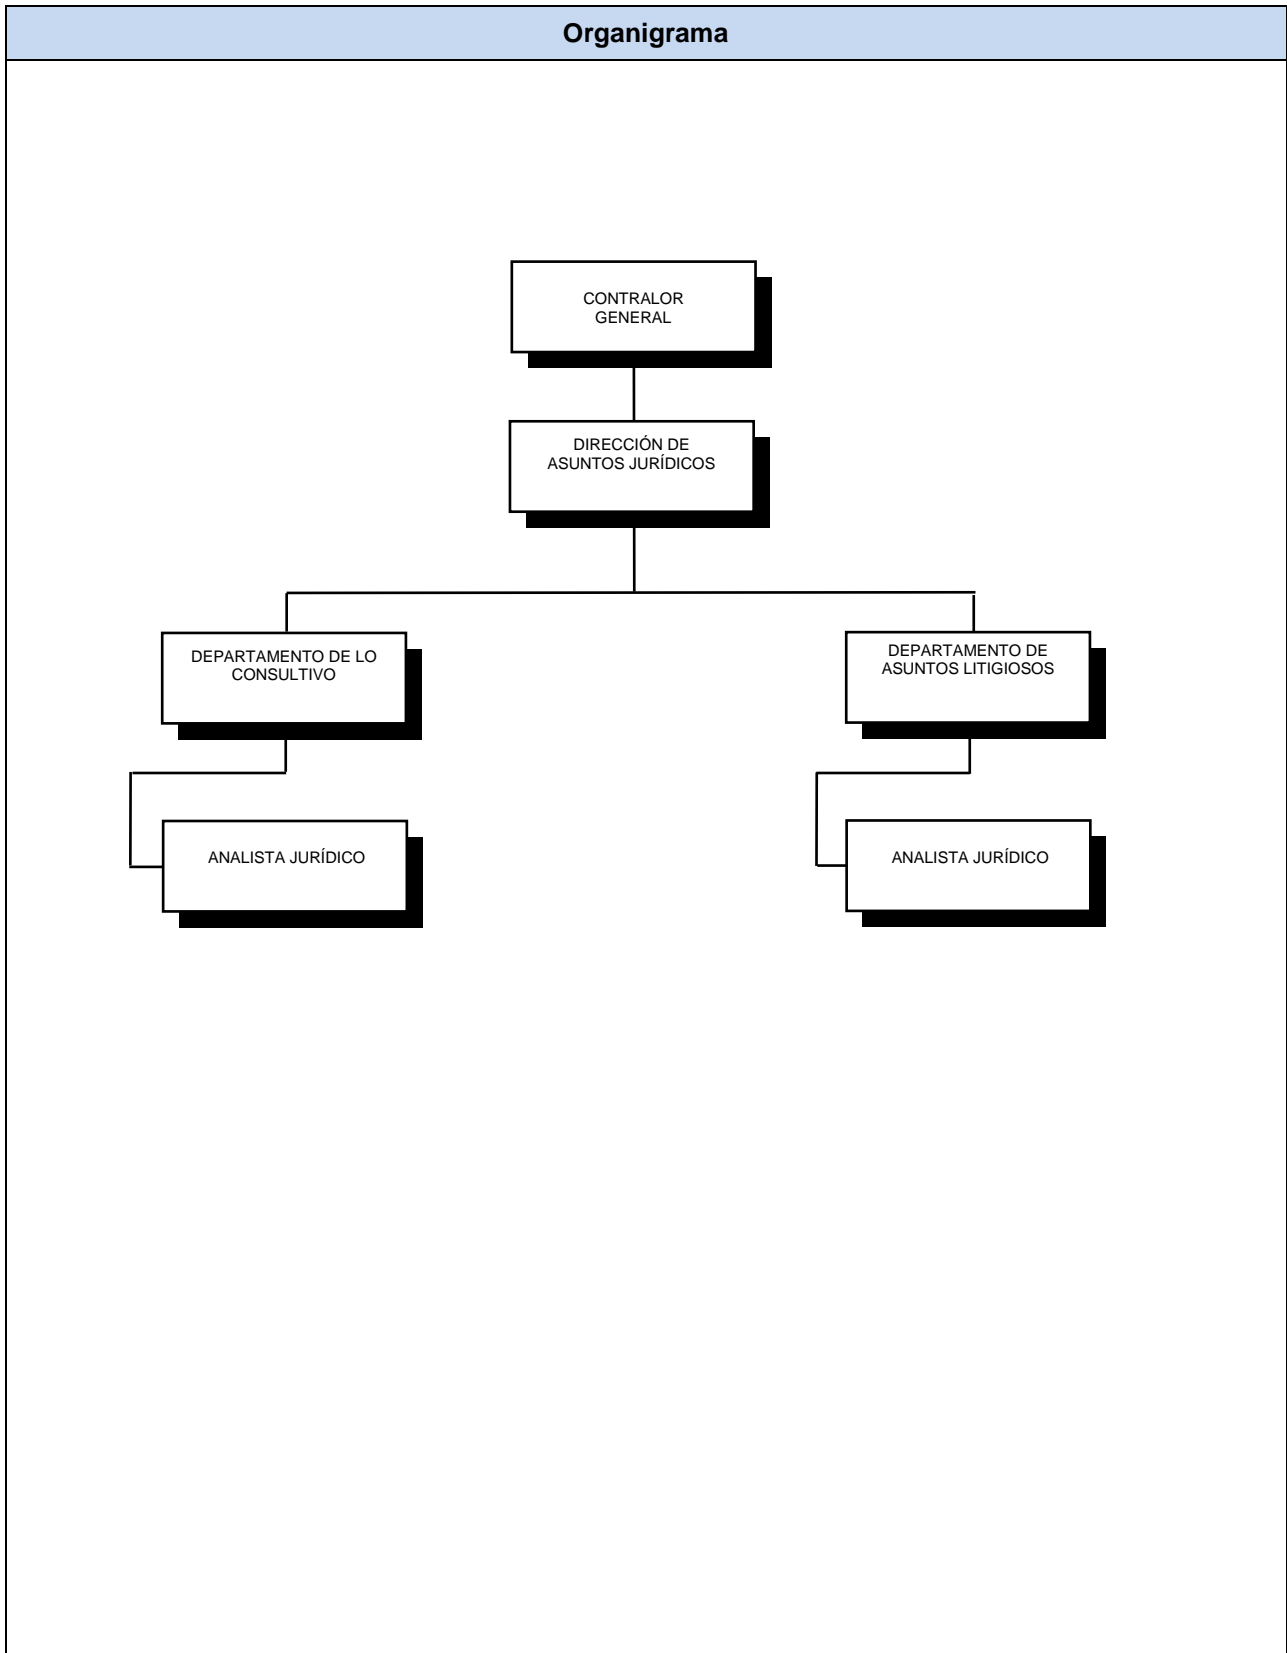 Organigrama
CONTRALOR
GENERAL
DIRECCIÓN DE
ASUNTOS JURÍDICOS
DEPARTAMENTO DE LO
CONSULTIVO
DEPARTAMENTO DE
ASUNTOS LITIGIOSOS
ANALISTA JURÍDICO
ANALISTA JURÍDICO